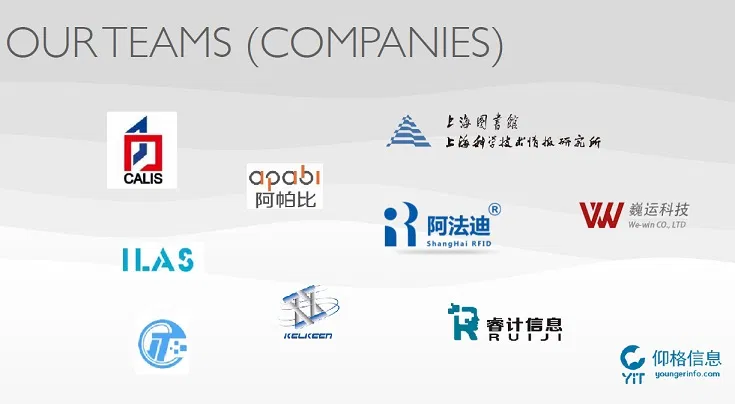 OUR TEAMS (COMPANIES)
CALIS
上海图书馆
上海科学技术情报研究所
apabi
阿帕比
阿法迪®
ShangHai RFID
巍运科技
We-win CO., LTD
ILAS
KELKEEN
睿计信息
RUIJI
仰格信息
YiT
youngerinfo.com